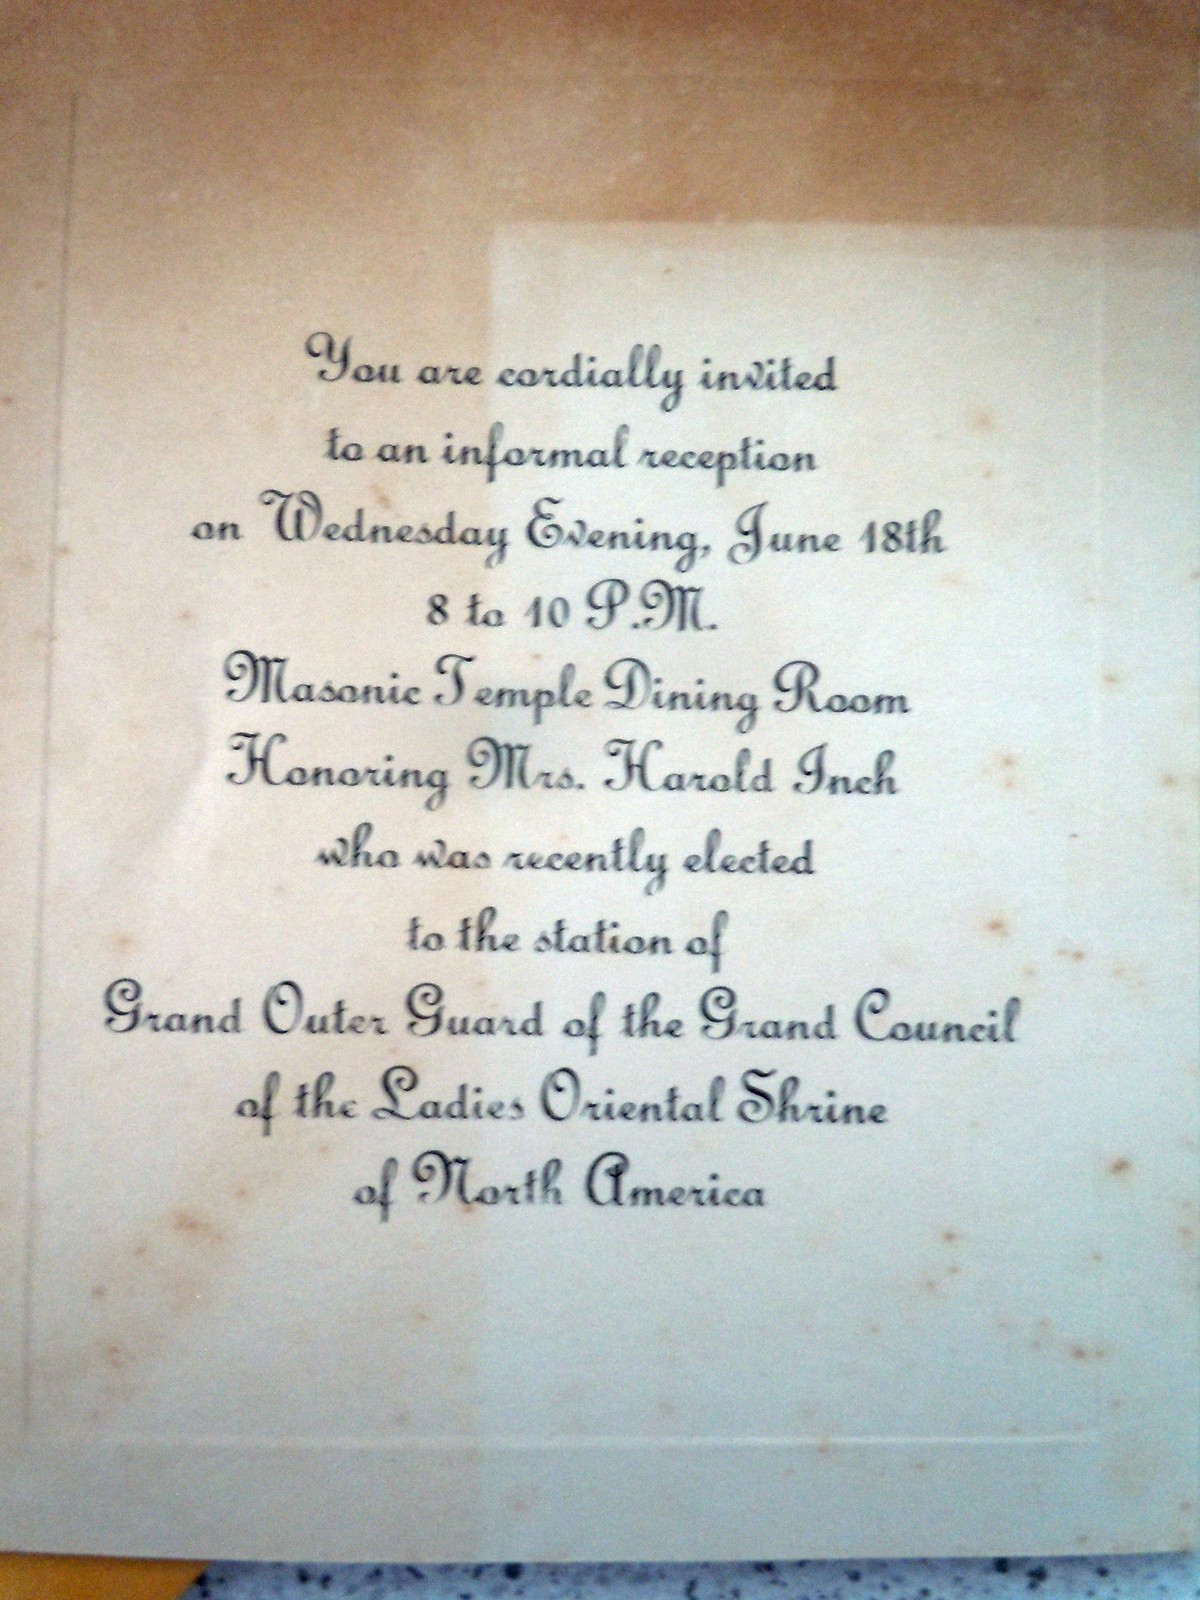 You are cordially invited
to an informal reception
on Wednesday Evening, June 18th
8 to 10 P.M.
Masonic Temple Dining Room
Honoring Mrs. Harold Inch
who was recently elected
to the station of
Grand Outer Guard of the Grand Council
of the Ladies Oriental Shrine
of North America